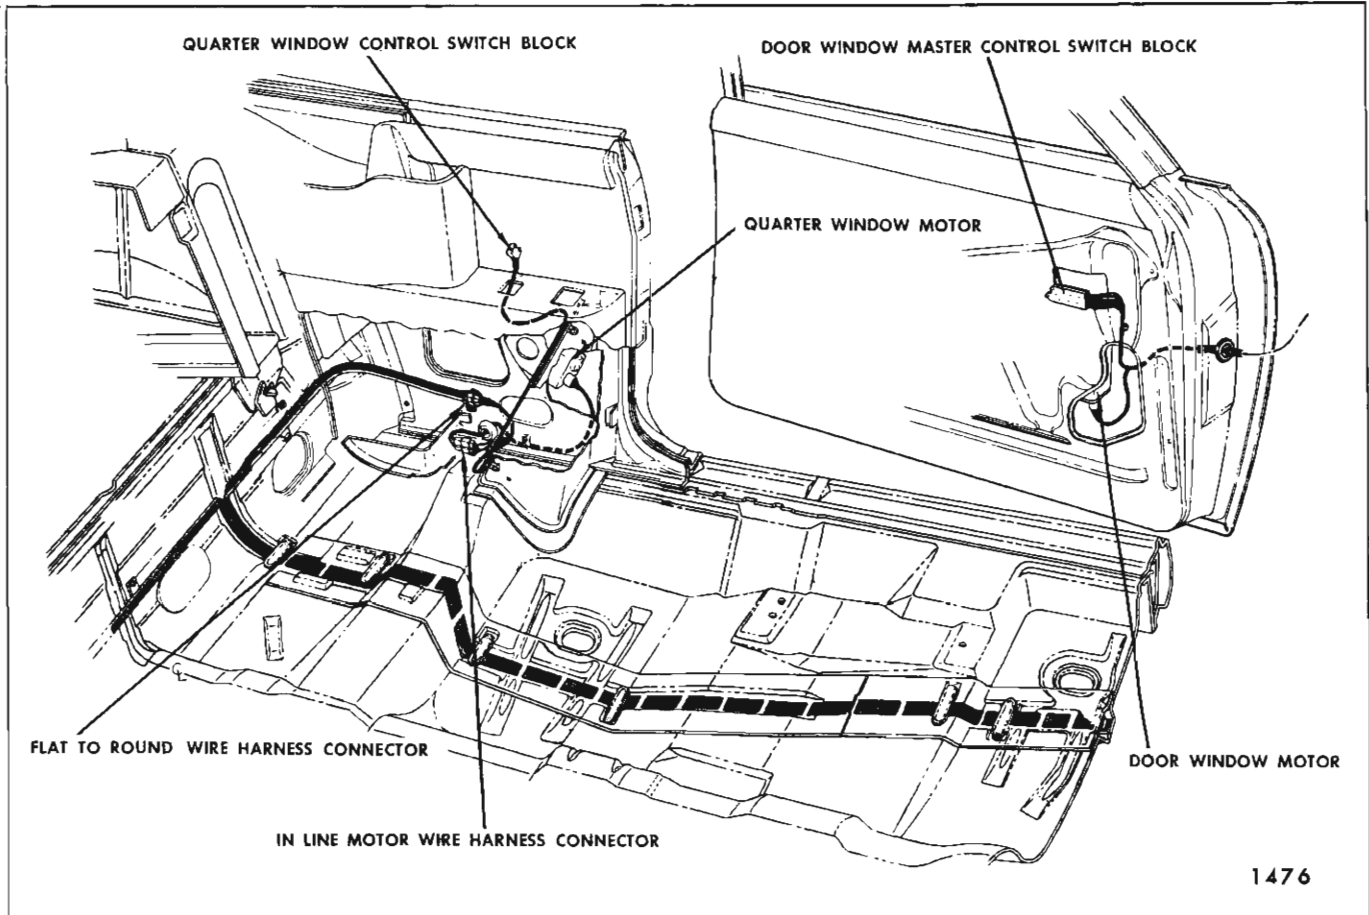 QUARTER WINDOW CONTROL SWITCH BLOCK
DOOR WINDOW MASTER CONTROL SWITCH BLOCK
QUARTER WINDOW MOTOR
FLAT TO ROUND WIRE HARNESS CONNECTOR
DOOR WINDOW MOTOR
IN LINE MOTOR WIRE HARNESS CONNECTOR
1476